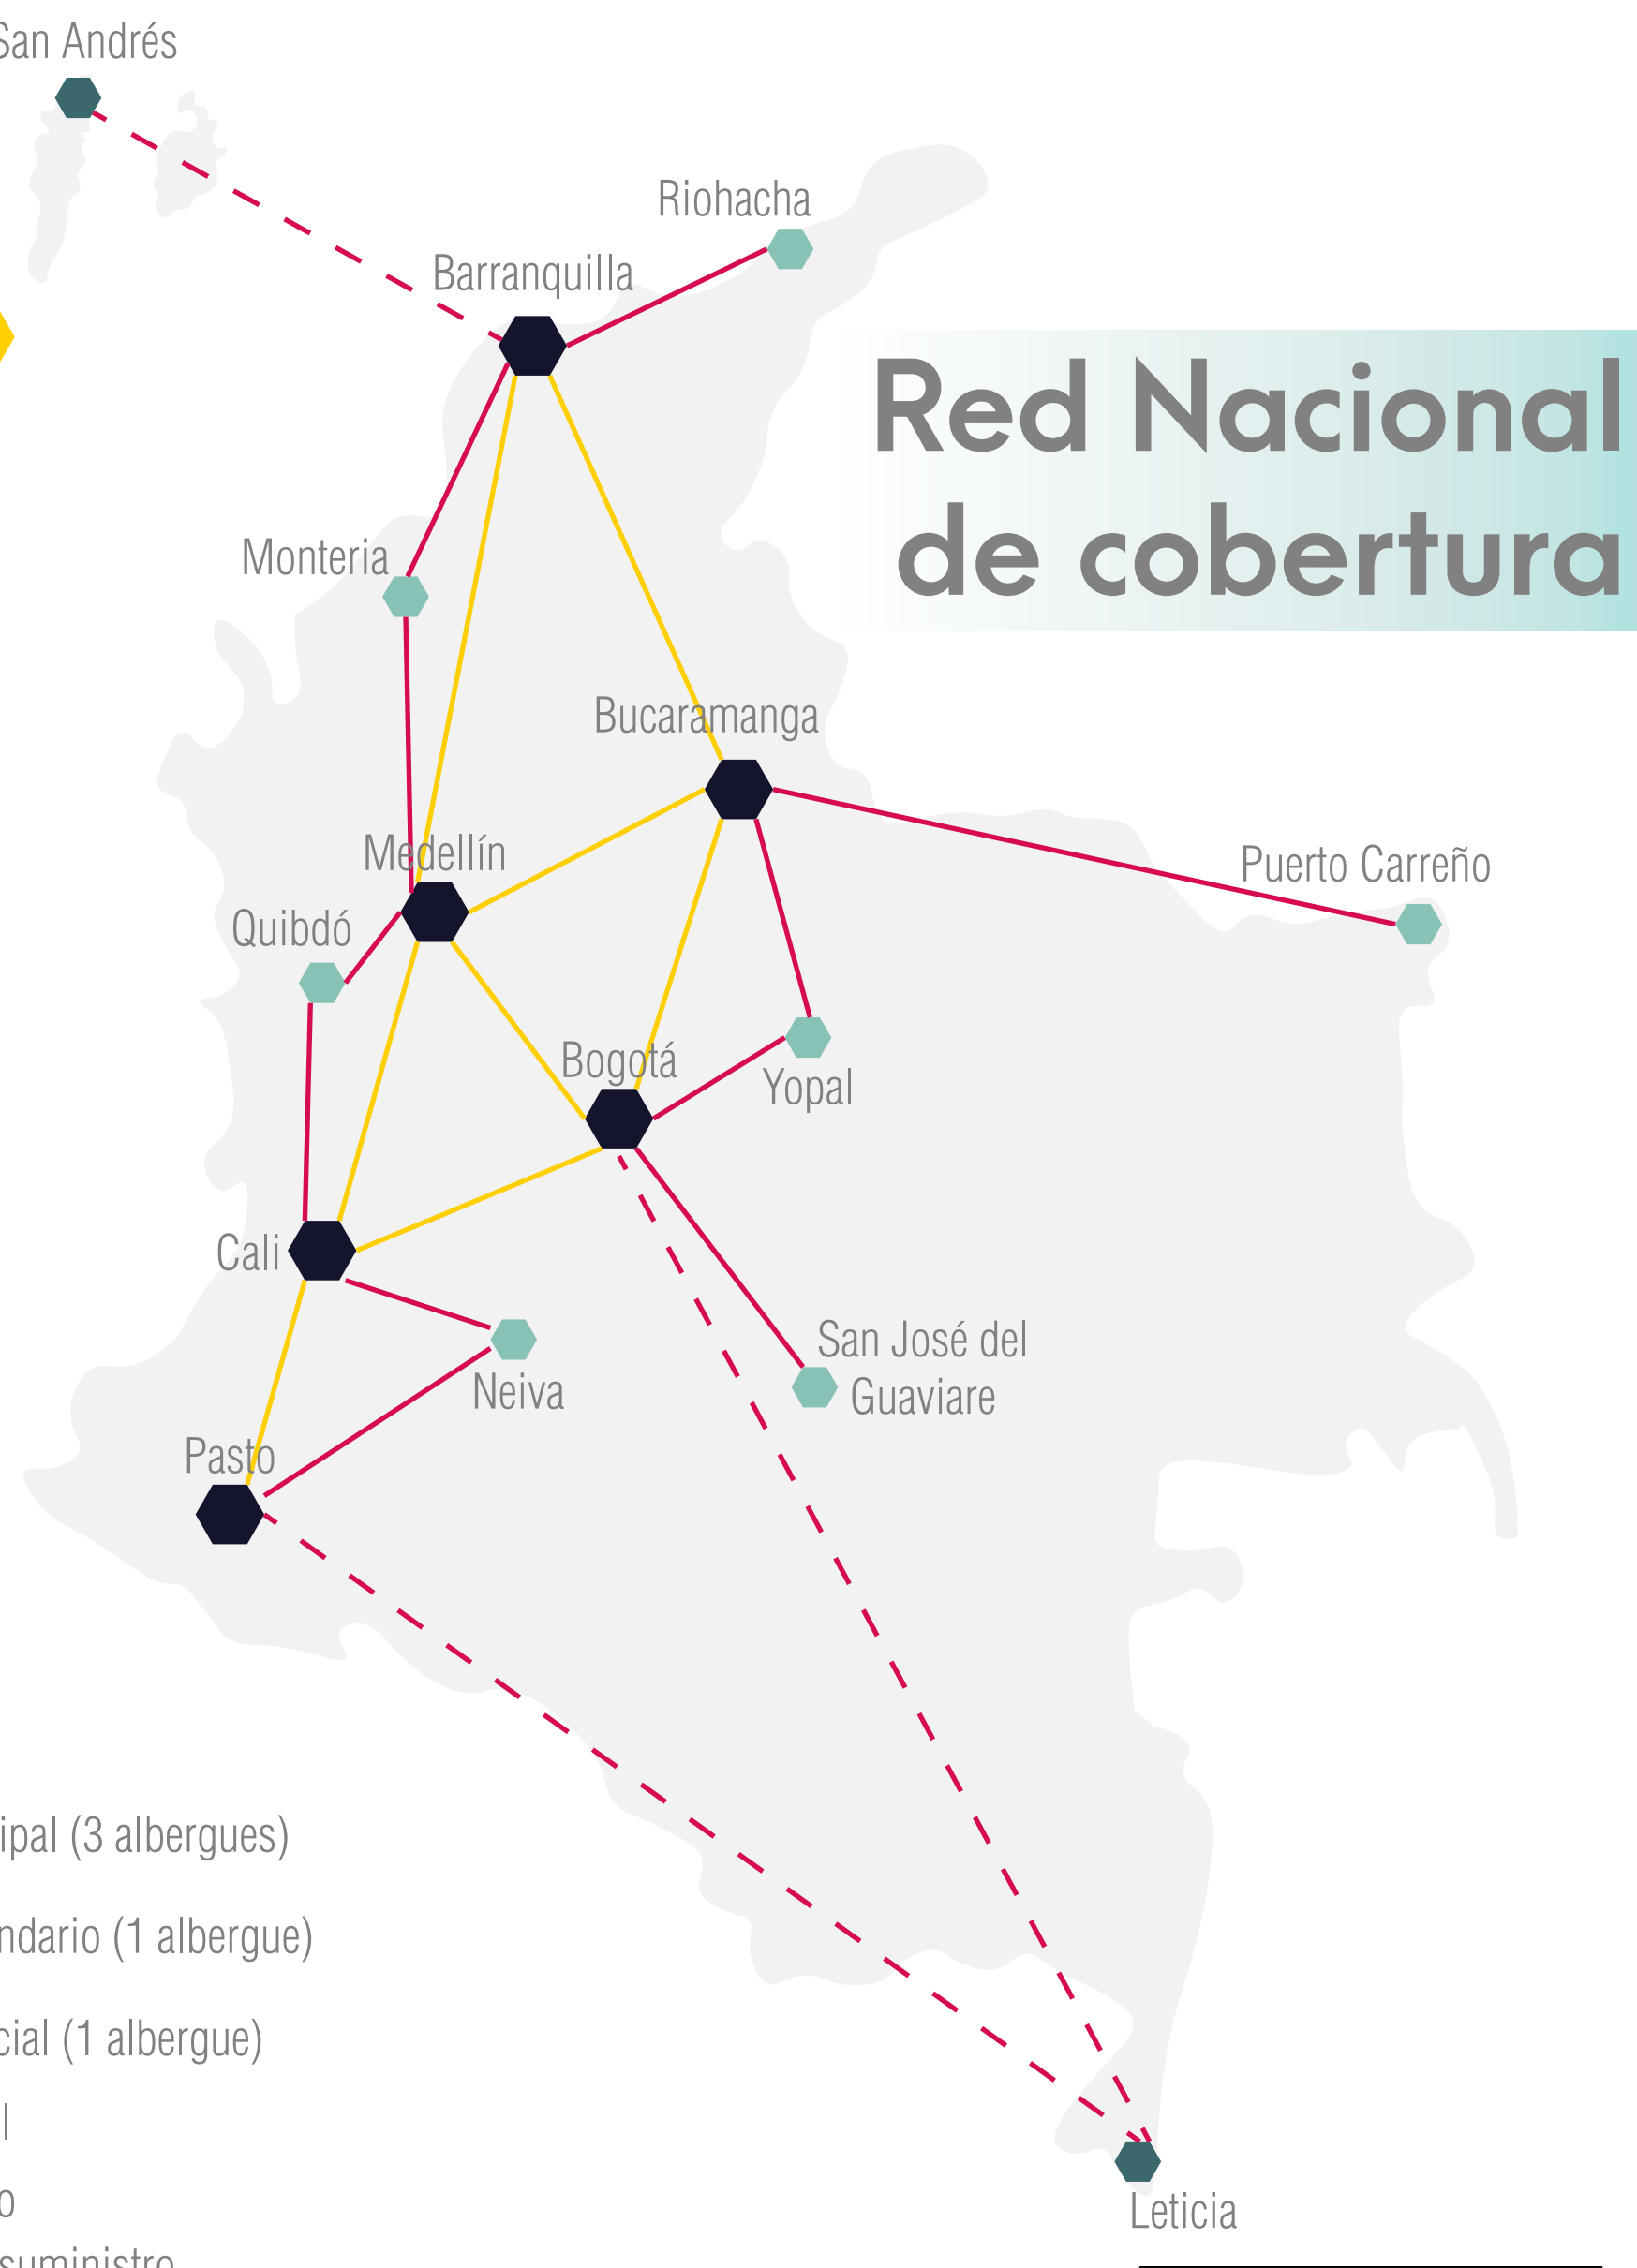 San Andrés
Riohacha
Barranquilla
Red Nacional
de cobertura
Monteria
Bucaramanga
Medellín
Puerto Carreño
Quibdó
Bogotá
Yopal
Cali
San José del
Guaviare
Neiva
Pasto
(3 albergues)
(1 albergue)
(1 albergue)
suministro
Leticia